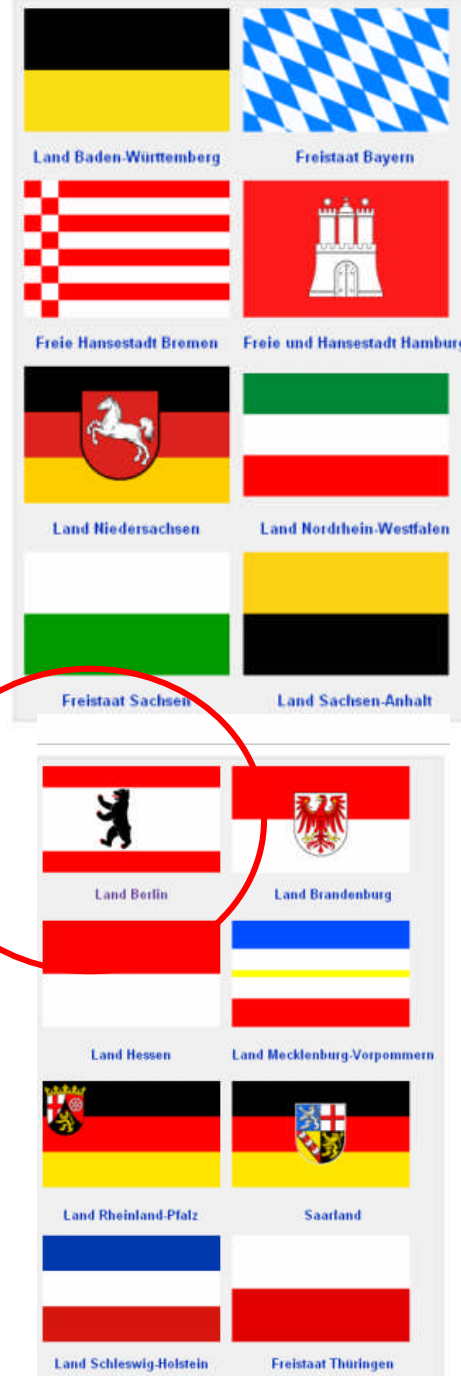 Land Baden-Württemberg
Freistaat Bayern
Freie Hansestadt Bremen
Freie und Hansestadt Hamburg
Land Niedersachsen
Land Nordrhein-Westfalen
Freistaat Sachsen
Land Sachsen-Anhalt
Land Berlin
Land Brandenburg
Land Hessen
Land Mecklenburg-Vorpommern
Land Rheinland-Pfalz
Saarland
Land Schleswig-Holstein
Freistaat Thüringen